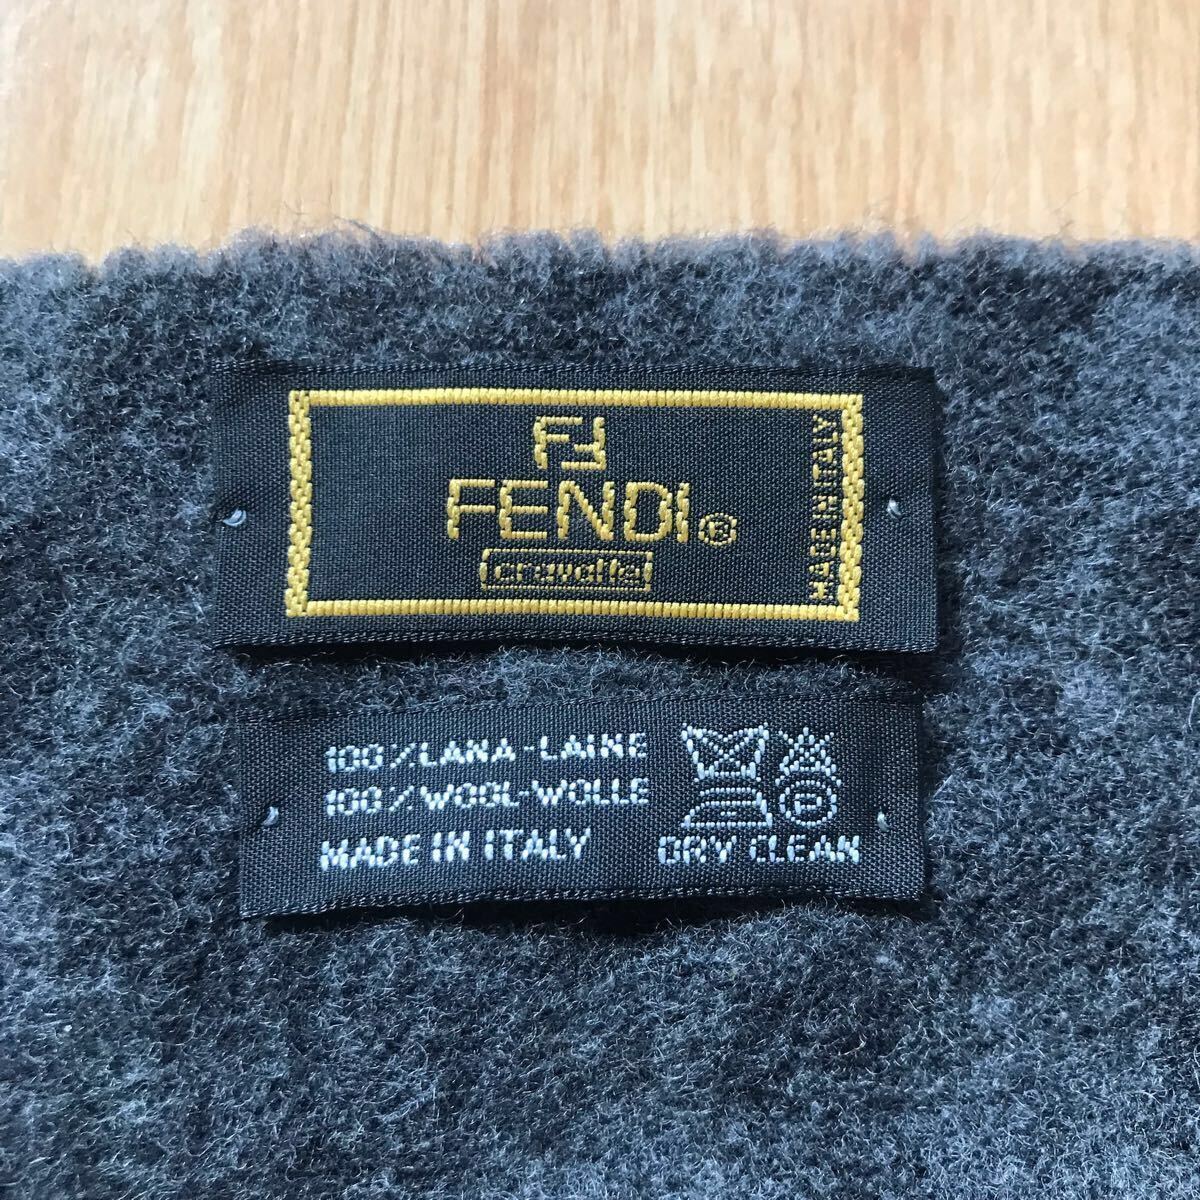 FF
FENDI®
cravatte
MADE IN ITALY
100/LANA-LAINE
100/WOOL-WOLLE
MADE IN ITALY
P
DRY CLEAN